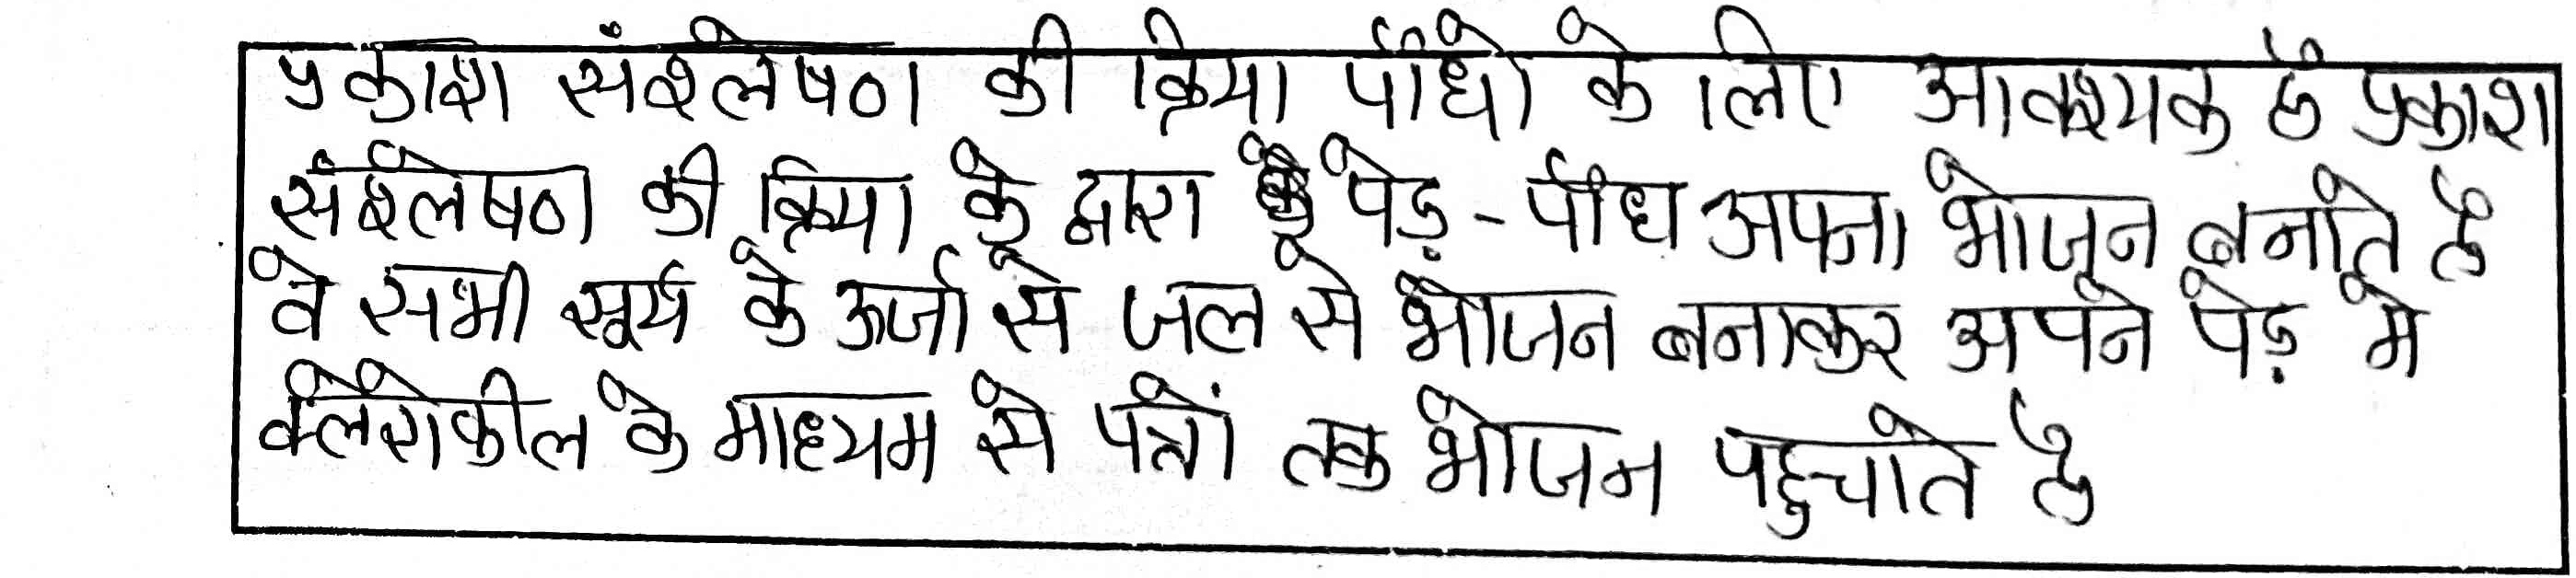 प्रकाश संश्लेषण की क्रिया पौधो के लिए आवश्यक है प्रकाश
संश्लेषण की क्रिया के द्वारा पेड़ - पौध अपना भोजन बनाते है
वे सभी सूर्य के ऊर्जा से जल से भोजन बनाकर अपने पेड़ मे
क्लोरोफील के माध्यम से पत्तों तक भोजन पहुचाते है